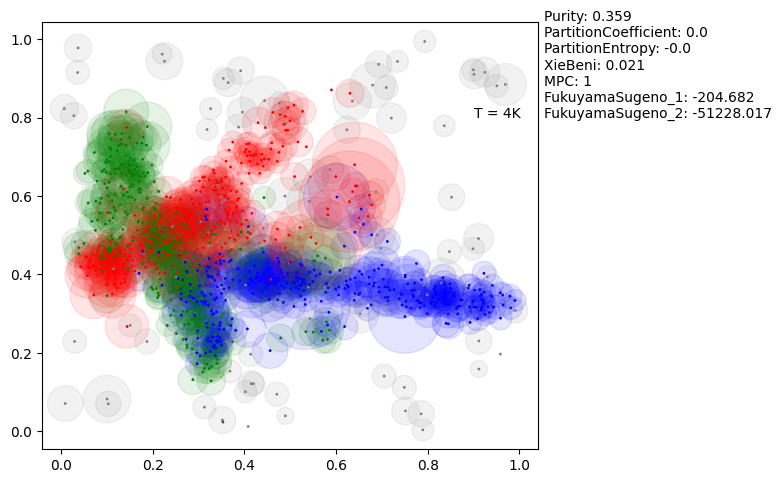 Purity: 0.359
PartitionCoefficient: 0.0
PartitionEntropy: -0.0
XieBeni: 0.021
MPC: 1
FukuyamaSugeno_1: -204.682
FukuyamaSugeno_2: -51228.017
T = 4K
1.0
0.8
0.6
0.4
0.2
0.0
0.0 0.2 0.4 0.6 0.8 1.0